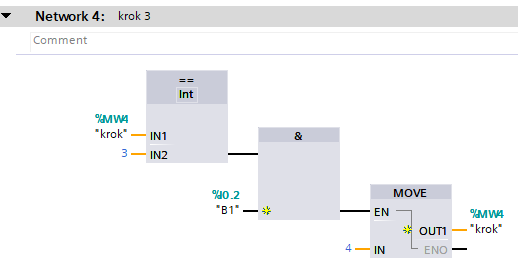 Network 4: krok 3
Comment
==
Int
%MW4
"krok" IN1
3 IN2
&
%I0.2
"B1"
MOVE
EN
%MW4
OUT1 "krok"
4 IN ENO